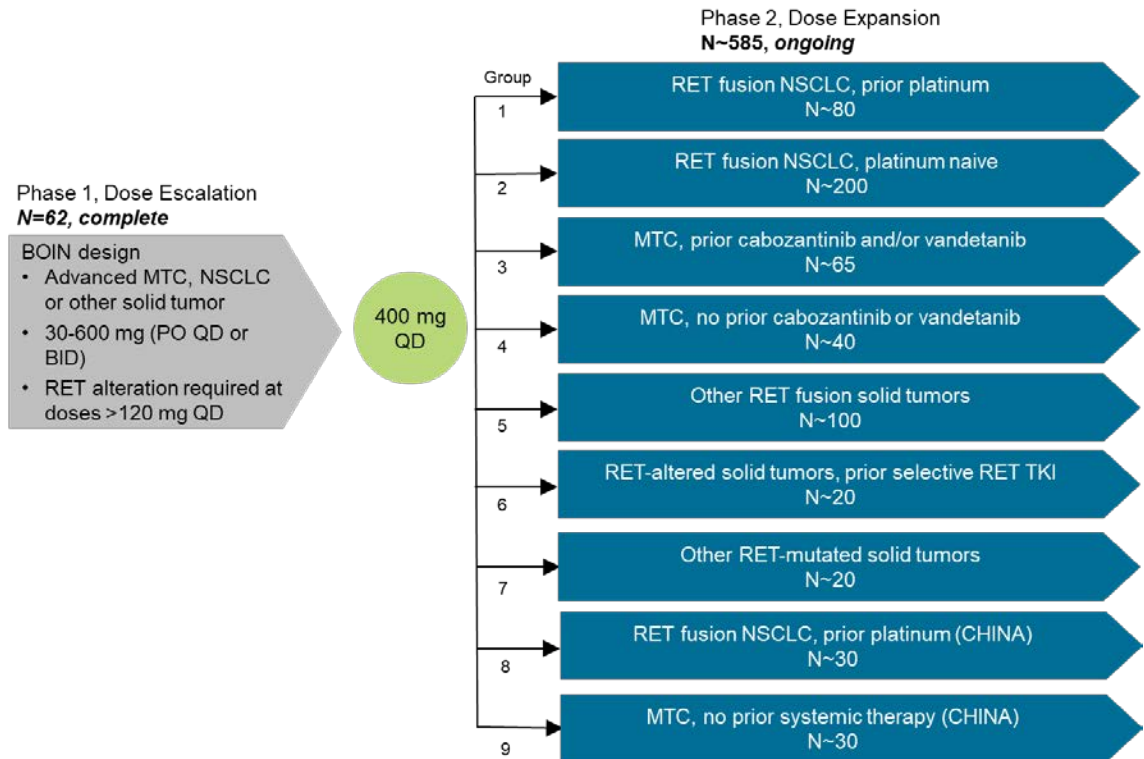 Phase 1, Dose Escalation
N=62, complete
BOIN design
• Advanced MTC, NSCLC
or other solid tumor
• 30-600 mg (PO QD or
BID)
• RET alteration required at
doses >120 mg QD
400 mg
QD
Phase 2, Dose Expansion
N~585, ongoing
Group
1
RET fusion NSCLC, prior platinum
N~80
2
RET fusion NSCLC, platinum naive
N~200
3
MTC, prior cabozantinib and/or vandetanib
N~65
4
MTC, no prior cabozantinib or vandetanib
N~40
5
Other RET fusion solid tumors
N~100
6
RET-altered solid tumors, prior selective RET TKI
N~20
7
Other RET-mutated solid tumors
N~20
8
RET fusion NSCLC, prior platinum (CHINA)
N~30
9
MTC, no prior systemic therapy (CHINA)
N~30